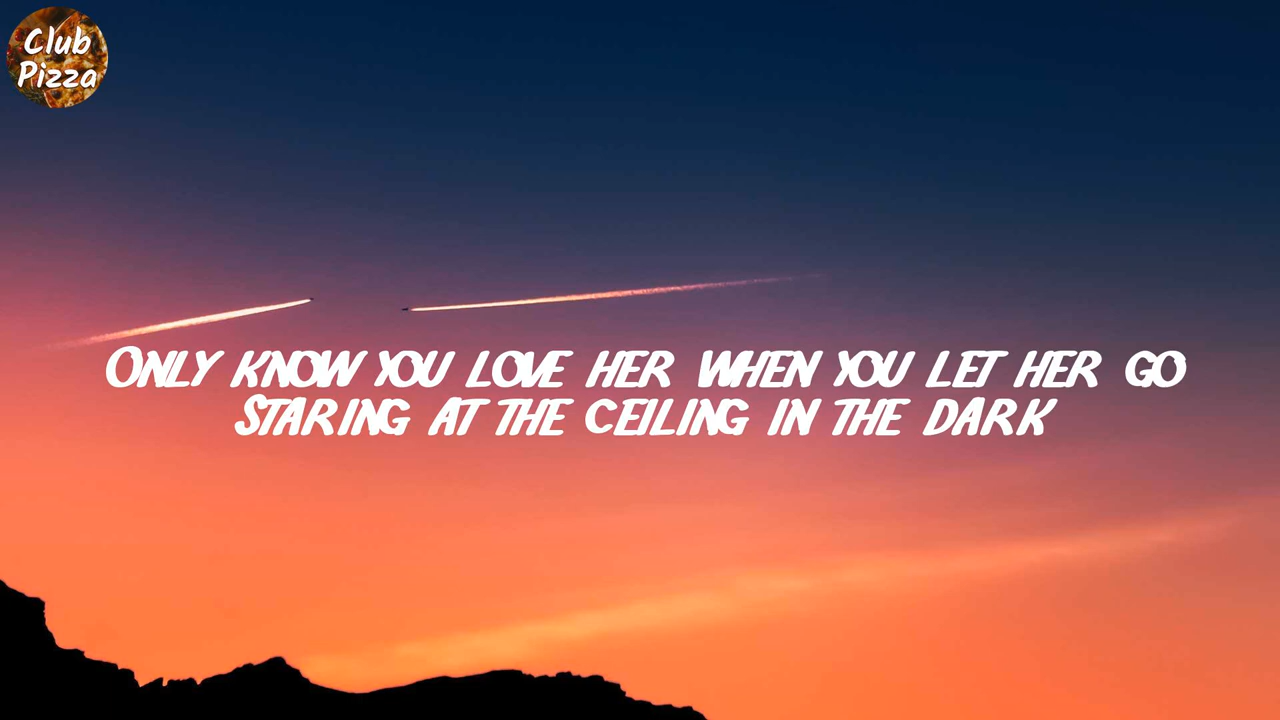 Club
Pizza
ONLY KNOW YOU LOVE HER WHEN YOU LET HER GO
STARING AT THE CEILING IN THE DARK